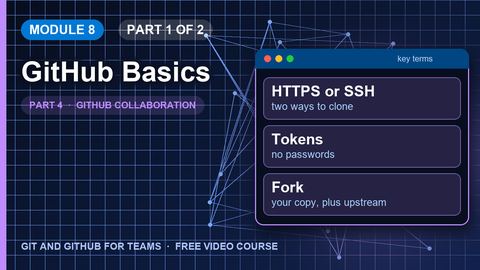 MODULE 8
PART 1 OF 2
GitHub Basics
PART 4 · GITHUB COLLABORATION
key terms
HTTPS or SSH
two ways to clone
Tokens
no passwords
Fork
your copy, plus upstream
GIT AND GITHUB FOR TEAMS · FREE VIDEO COURSE